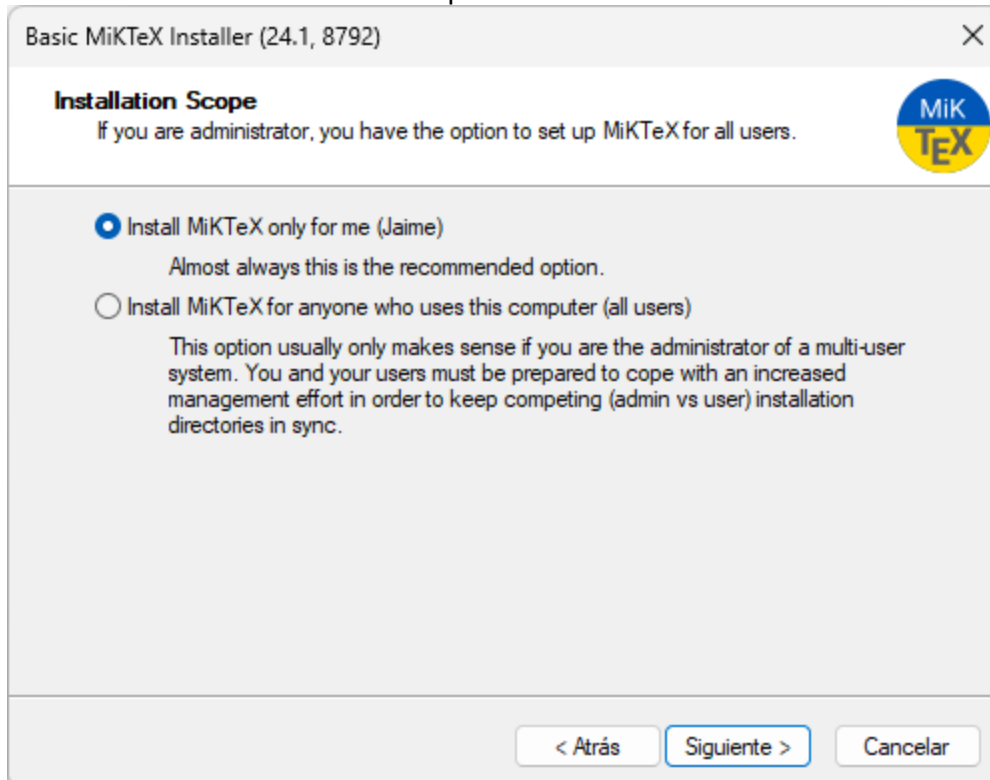 Basic MiKTeX Installer (24.1, 8792)
Installation Scope
If you are administrator, you have the option to set up MiKTeX for all users.
MiK
TEX
Install MiKTeX only for me (Jaime)
Almost always this is the recommended option.
Install MiKTeX for anyone who uses this computer (all users)
This option usually only makes sense if you are the administrator of a multi-user
system. You and your users must be prepared to cope with an increased
management effort in order to keep competing (admin vs user) installation
directories in sync.
< Atrás
Siguiente >
Cancelar